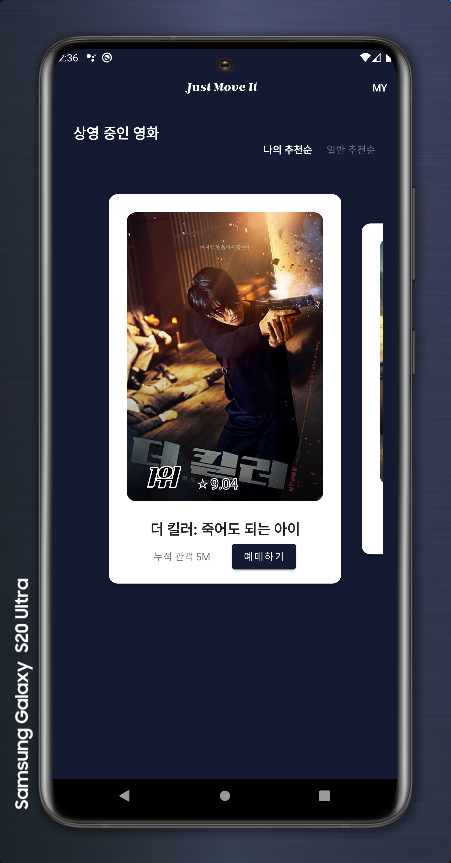 2:36
Just Move It
MY
상영 중인 영화
나의 추천순
일반 추천순
더 킬러
1위
☆ 9.04
더 킬러: 죽어도 되는 아이
누적 관객 5M
예매하기
Samsung Galaxy S20 Ultra